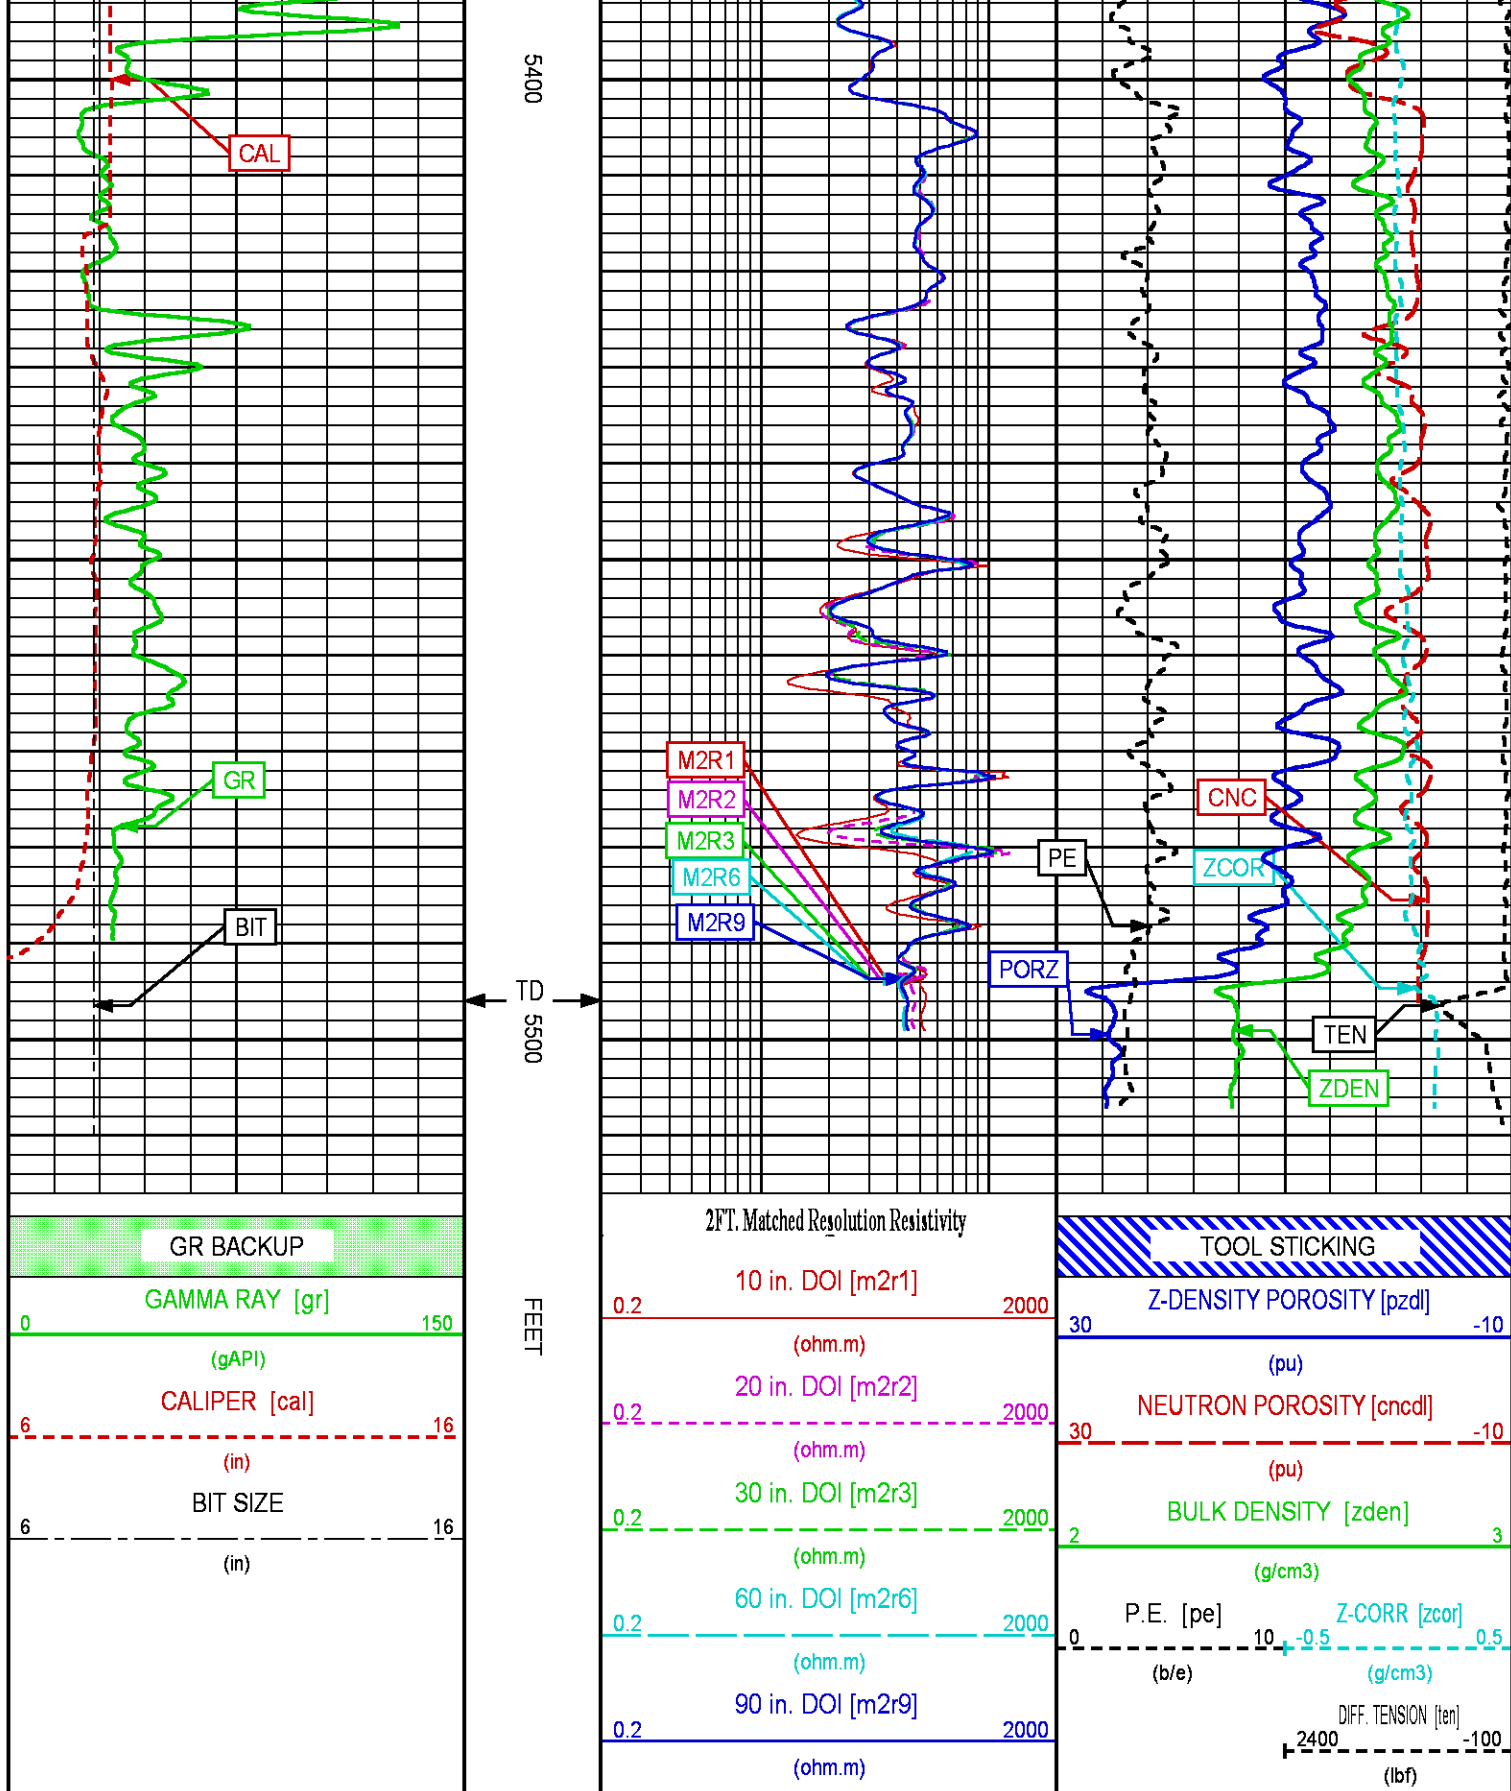 5400
CAL
GR
BIT
M2R1
M2R2
M2R3
M2R6
M2R9
PE
CNC
ZCOR
PORZ
TEN
ZDEN
TD
5500
GR BACKUP
GAMMA RAY [gr]
0 150
(gAPI)
CALIPER [cal]
6 16
(in)
BIT SIZE
6 16
(in)
FEET
2FT. Matched Resolution Resistivity
10 in. DOI [m2r1]
0.2 2000
(ohm.m)
20 in. DOI [m2r2]
0.2 2000
(ohm.m)
30 in. DOI [m2r3]
0.2 2000
(ohm.m)
60 in. DOI [m2r6]
0.2 2000
(ohm.m)
90 in. DOI [m2r9]
0.2 2000
(ohm.m)
TOOL STICKING
Z-DENSITY POROSITY [pzdl]
30 -10
(pu)
NEUTRON POROSITY [cncdl]
30 -10
(pu)
BULK DENSITY [zden]
2 3
(g/cm3)
P.E. [pe]
0 10
(b/e)
Z-CORR [zcor]
-0.5 0.5
(g/cm3)
DIFF. TENSION [ten]
2400 -100
(lbf)